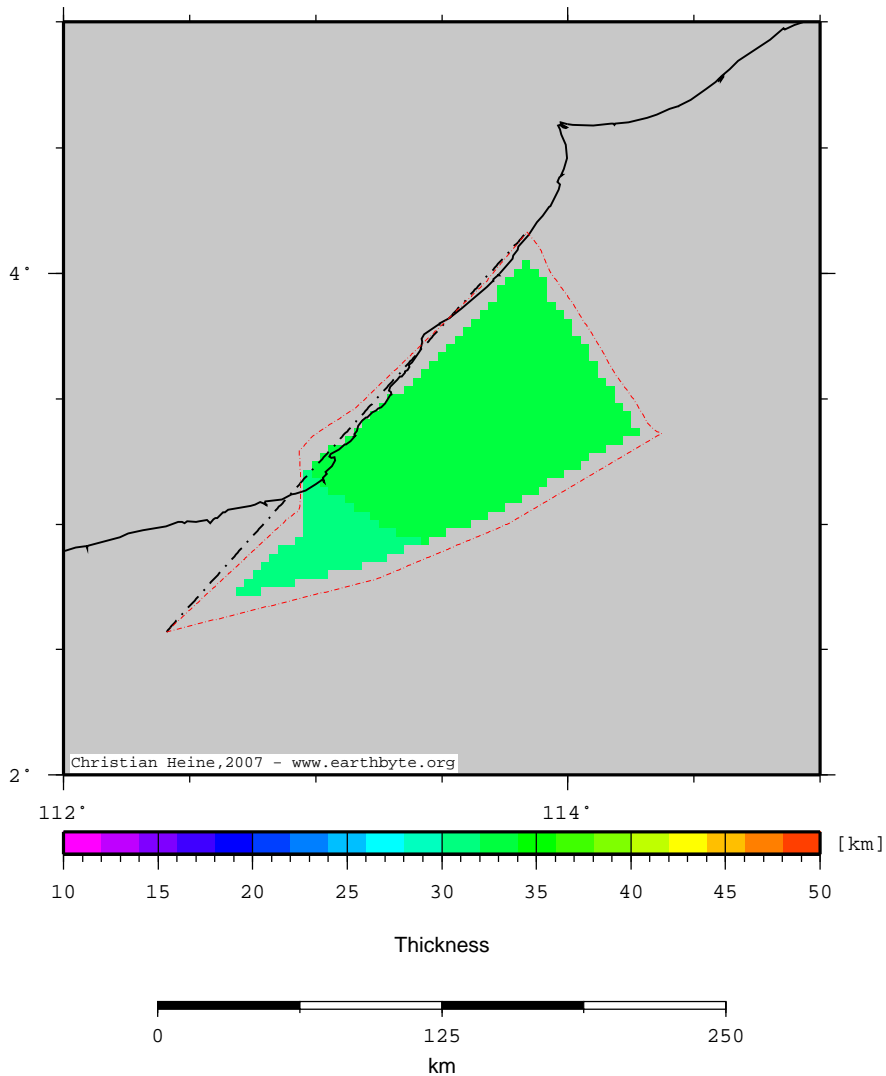 4°
2°
Christian Heine,2007 - www.earthbyte.org
112° 114°
[km]
10 15 20 25 30 35 40 45 50
Thickness
0 125 250
km